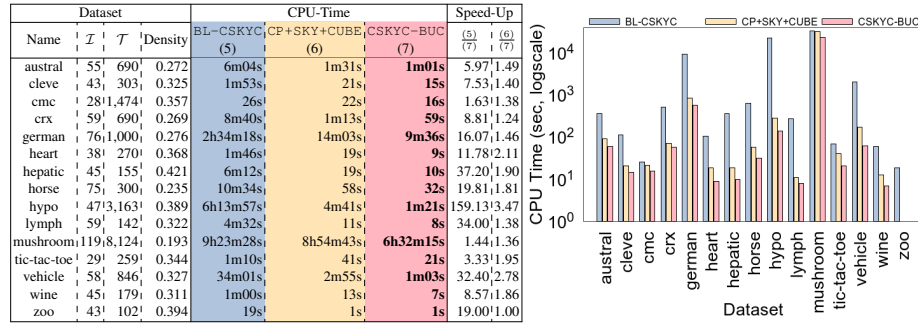 Dataset CPU-Time Speed-Up
Name I T Density BL-CSKYC (5) CP+SKY+CUBE (6) CSKYC-BUC (7) (5)/(7) (6)/(7)
austral 55 690 0.272 6m04s 1m31s 1m01s 5.97 1.49
cleve 43 303 0.325 1m53s 21s 15s 7.53 1.40
cmc 28 1,474 0.357 26s 22s 16s 1.63 1.38
crx 59 690 0.269 8m40s 1m13s 59s 8.81 1.24
german 76 1,000 0.276 2h34m18s 14m03s 9m36s 16.07 1.46
heart 38 270 0.368 1m46s 19s 9s 11.78 2.11
hepatic 45 155 0.421 6m12s 19s 10s 37.20 1.90
horse 75 300 0.235 10m34s 58s 32s 19.81 1.81
hypo 47 3,163 0.389 6h13m57s 4m41s 1m21s 159.13 3.47
lymph 59 142 0.322 4m32s 11s 8s 34.00 1.38
mushroom 119 8,124 0.193 9h23m28s 8h54m43s 6h32m15s 1.44 1.36
tic-tac-toe 29 259 0.344 1m10s 41s 21s 3.33 1.95
vehicle 58 846 0.327 34m01s 2m55s 1m03s 32.40 2.78
wine 45 179 0.311 1m00s 13s 7s 8.57 1.86
zoo 43 102 0.394 19s 1s 1s 19.00 1.00
BL-CSKYC CP+SKY+CUBE CSKYC-BUC
CPU Time (sec, logscale)
10^4
10^3
10^2
10^1
10^0
austral cleve cmc crx german heart hepatic horse hypo lymph mushroom tic-tac-toe vehicle wine zoo
Dataset